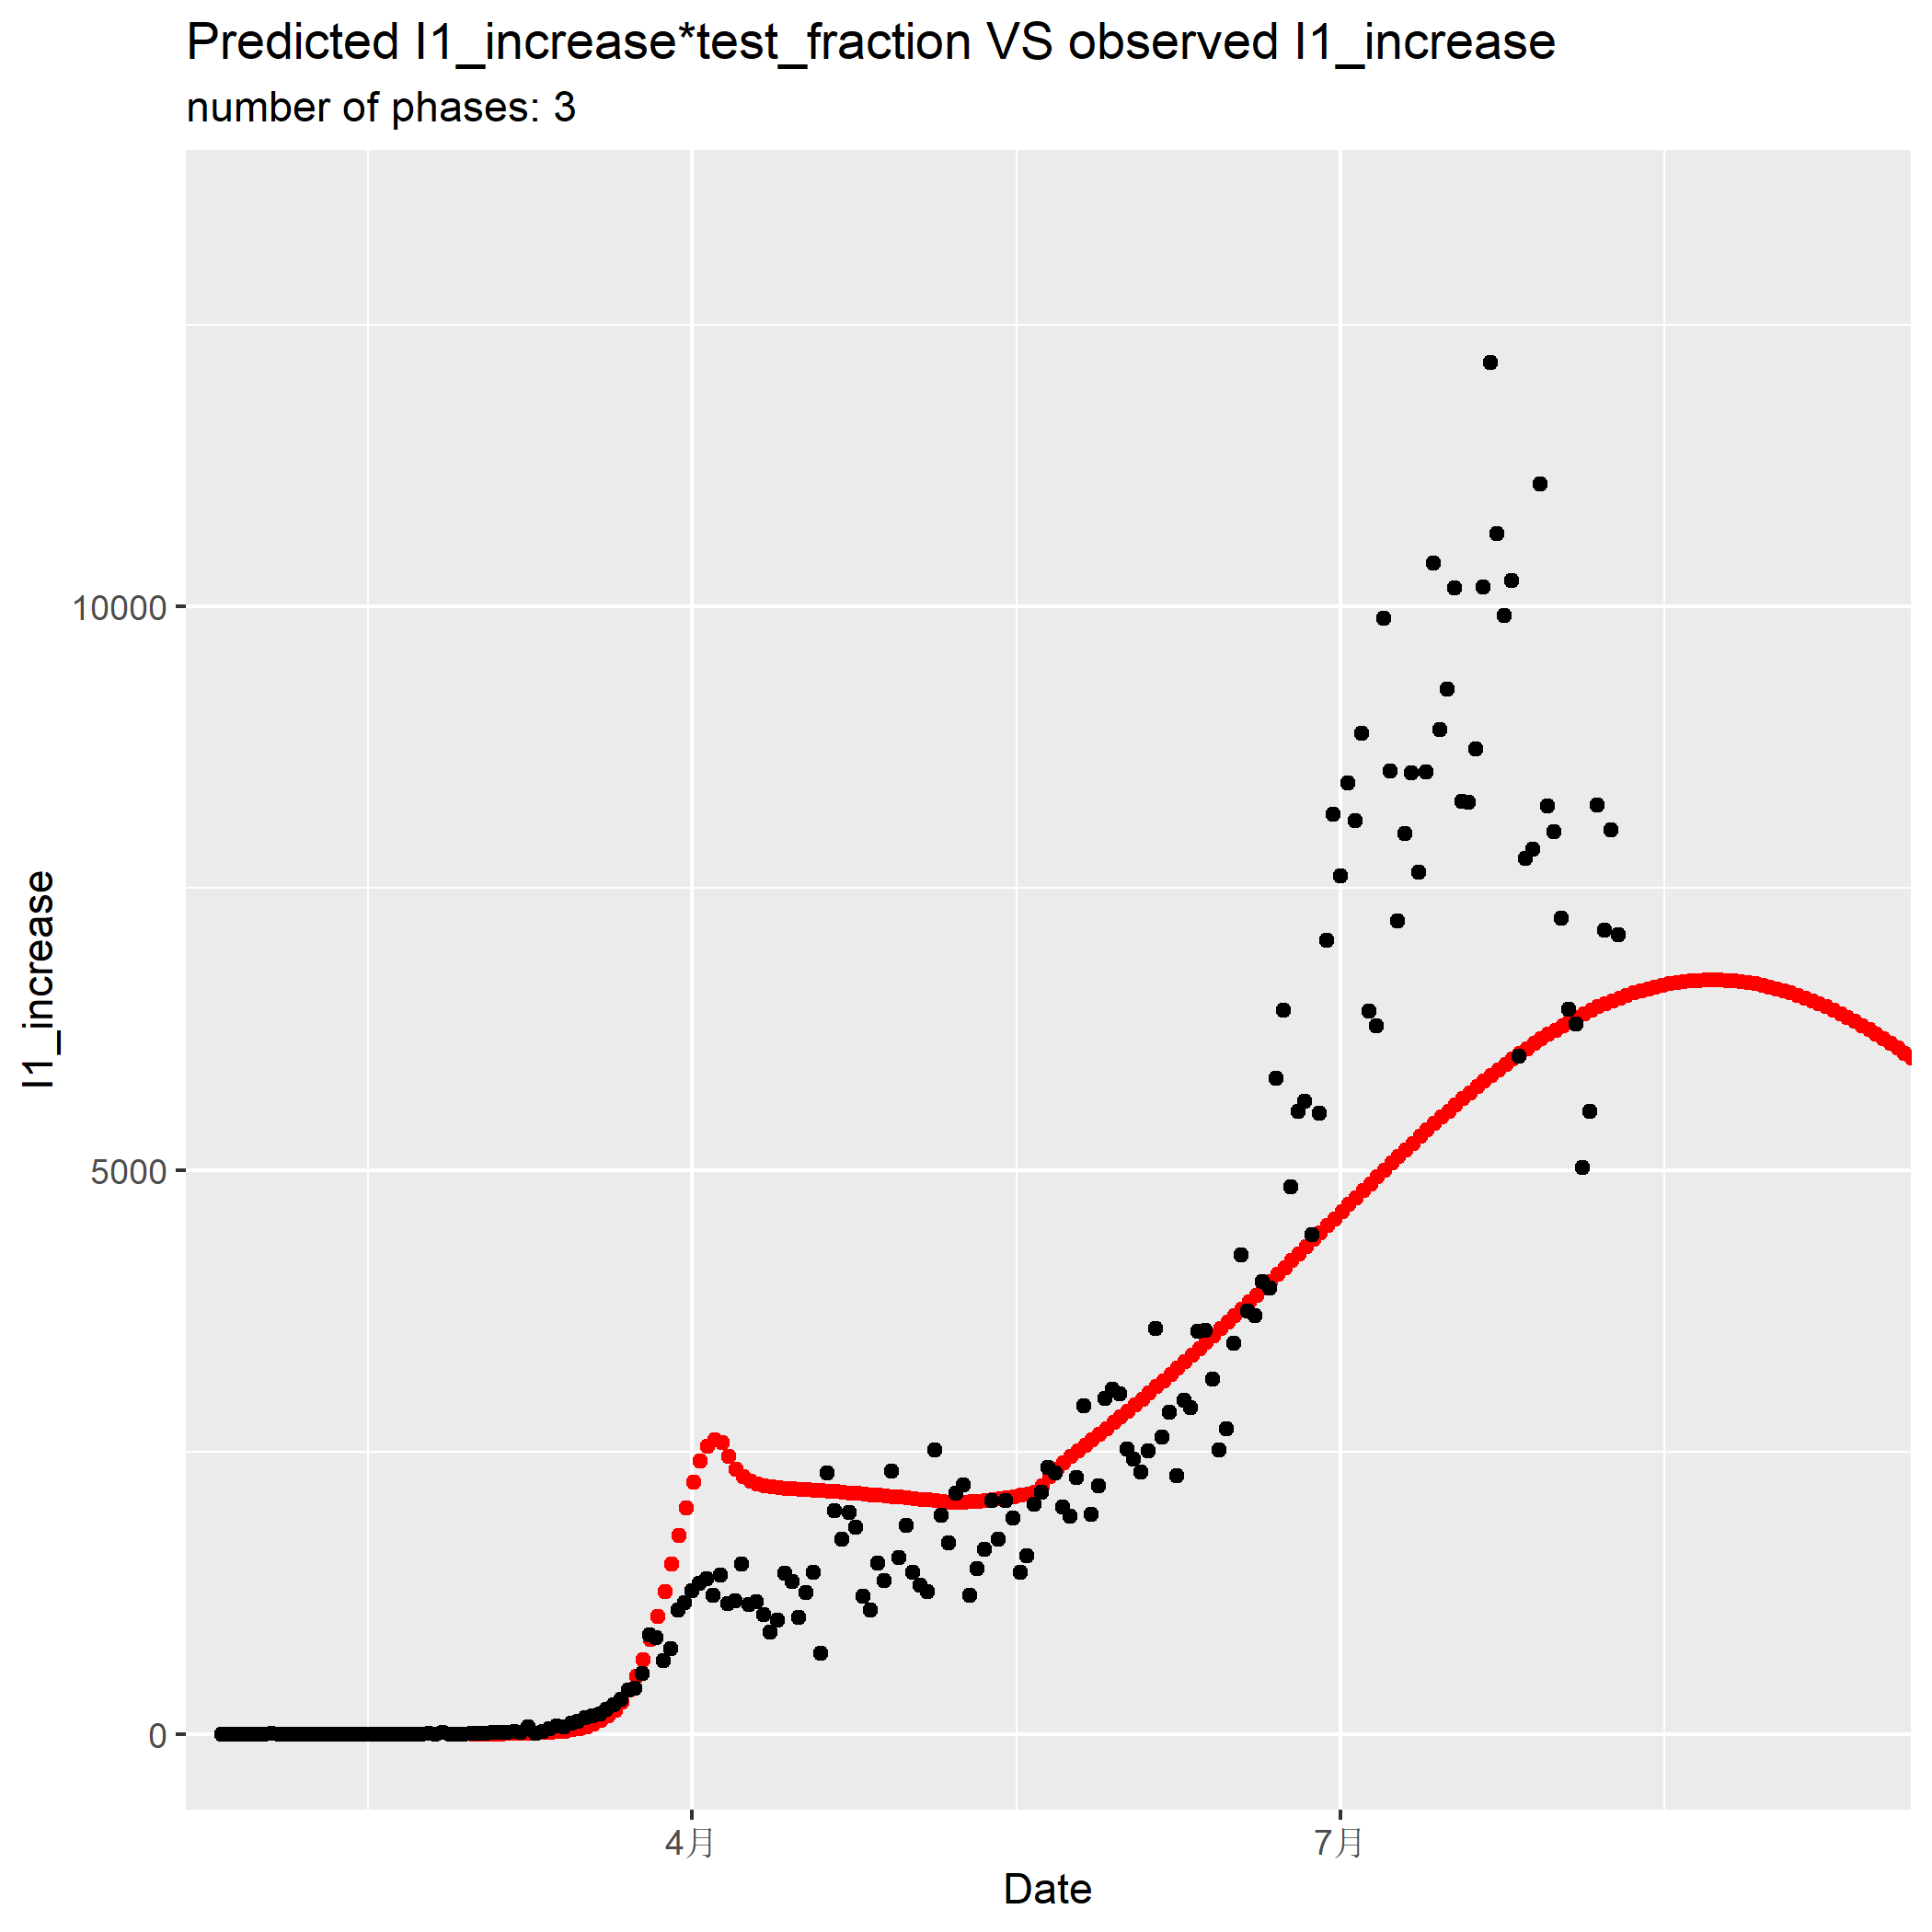 Predicted I1_increase*test_fraction VS observed I1_increase
number of phases: 3
I1_increase
10000
5000
0
4月
7月
Date